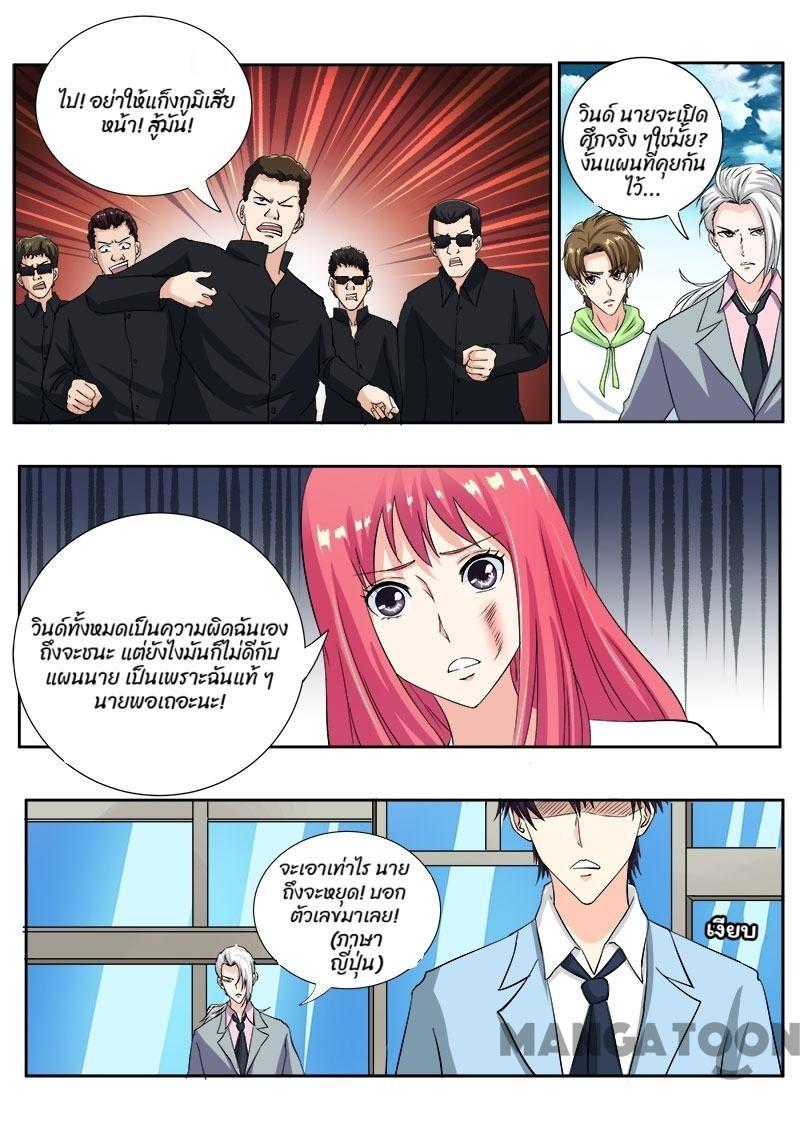 ไป! อย่าให้แก็งกูมิเสีย
หน้า! สู้มัน!
วินด์ นายจะเปิด
ศึกจริง ๆใช่มั้ย?
งั้นแผนที่คุยกัน
ไว้...
วินด์ทั้งหมดเป็นความผิดฉันเอง
ถึงจะชนะ แต่ยังไงมันก็ไม่ดีกับ
แผนนาย เป็นเพราะฉันแท้ ๆ
นายพอเถอะนะ!
จะเอาเท่าไร นาย
ถึงจะหยุด! บอก
ตัวเลขมาเลย!
(ภาษา
ญี่ปุ่น)
เงียบ
MANGATOON